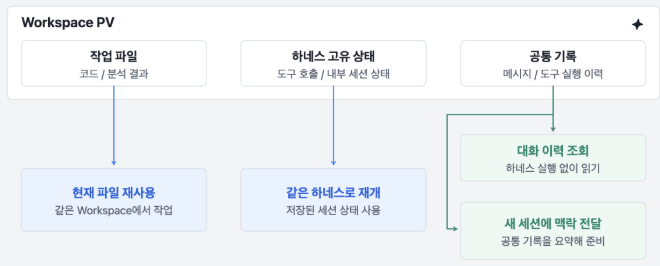 Workspace PV
작업 파일
코드 / 분석 결과
하네스 고유 상태
도구 호출 / 내부 세션 상태
공통 기록
메시지 / 도구 실행 이력
현재 파일 재사용
같은 Workspace에서 작업
같은 하네스로 재개
저장된 세션 상태 사용
대화 이력 조회
하네스 실행 없이 읽기
새 세션에 맥락 전달
공통 기록을 요약해 준비